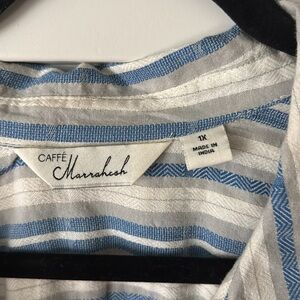 CAFFÉ
Marrakesh
1X
MADE IN
INDIA